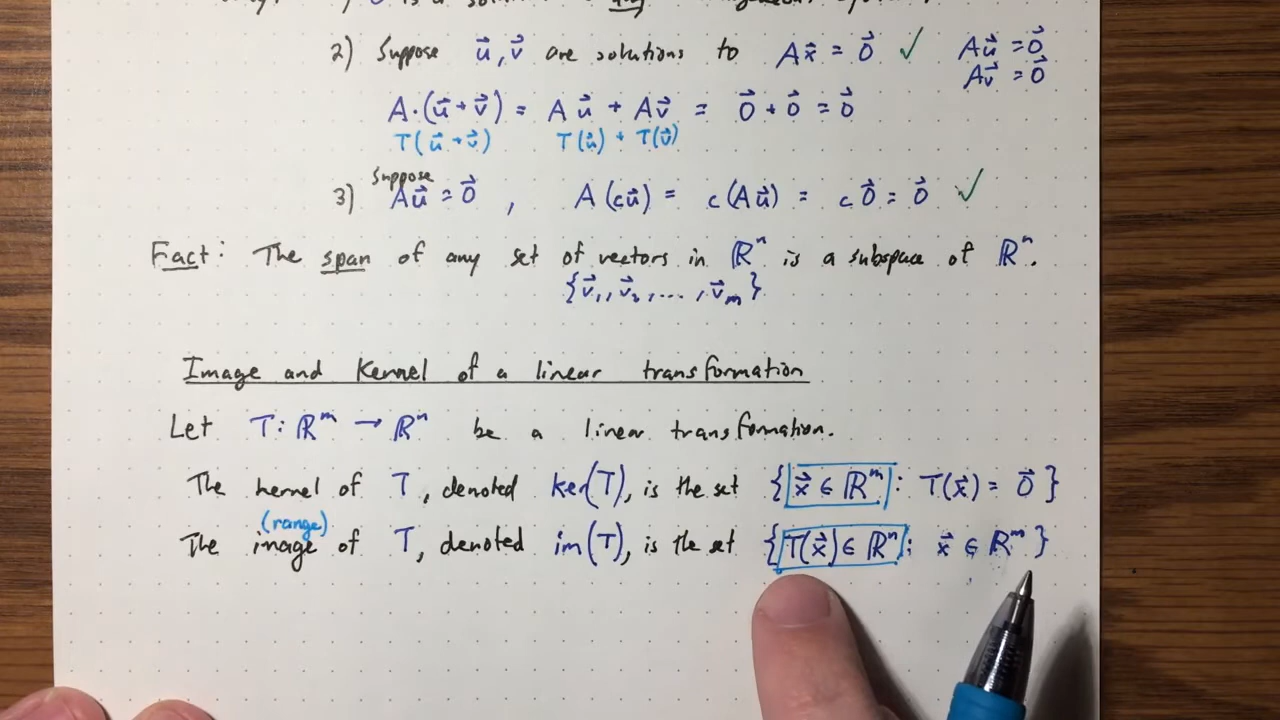 is a
2) Suppose u⃗, v⃗ are solutions to Ax⃗ = 0⃗ ✓ Au⃗ = 0⃗
Av⃗ = 0⃗
A·(u⃗ + v⃗) = Au⃗ + Av⃗ = 0⃗ + 0⃗ = 0⃗
T(u⃗ + v⃗) T(u⃗) + T(v⃗)
Suppose
3) Au⃗ = 0⃗, A(cu⃗) = c(Au⃗) = c0⃗ = 0⃗ ✓
Fact: The span of any set of vectors in ℝⁿ is a subspace of ℝⁿ.
{v⃗₁, v⃗₂, ..., v⃗ₘ}
Image and Kernel of a linear transformation
Let T: ℝᵐ → ℝⁿ be a linear transformation.
The kernel of T, denoted ker(T), is the set {x⃗ ∈ ℝᵐ : T(x⃗) = 0⃗}
(range)
The image of T, denoted im(T), is the set {T(x⃗) ∈ ℝⁿ : x⃗ ∈ ℝᵐ}